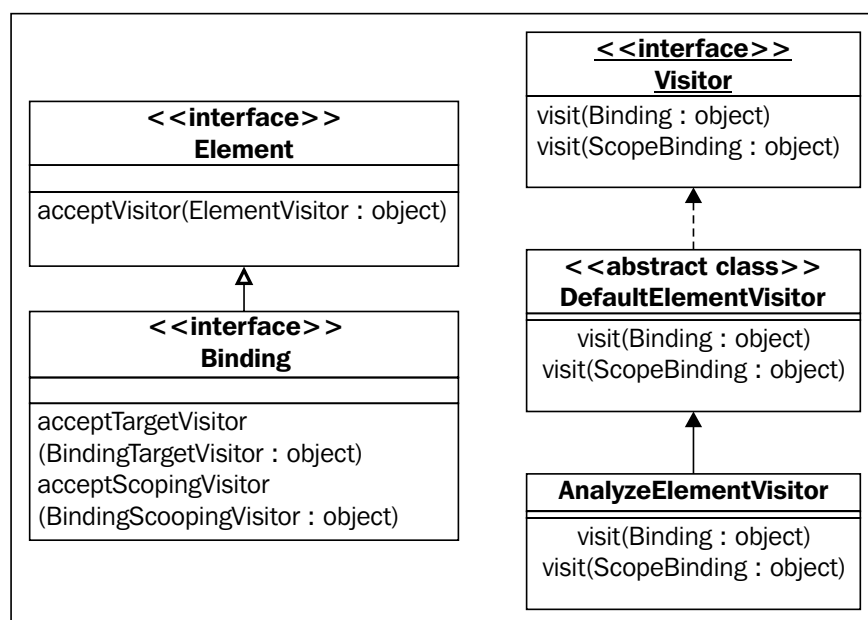 <<interface>>
Element
acceptVisitor(ElementVisitor : object)
<<interface>>
Binding
acceptTargetVisitor
(BindingTargetVisitor : object)
acceptScopingVisitor
(BindingScoopingVisitor : object)
<<interface>>
Visitor
visit(Binding : object)
visit(ScopeBinding : object)
<<abstract class>>
DefaultElementVisitor
visit(Binding : object)
visit(ScopeBinding : object)
AnalyzeElementVisitor
visit(Binding : object)
visit(ScopeBinding : object)